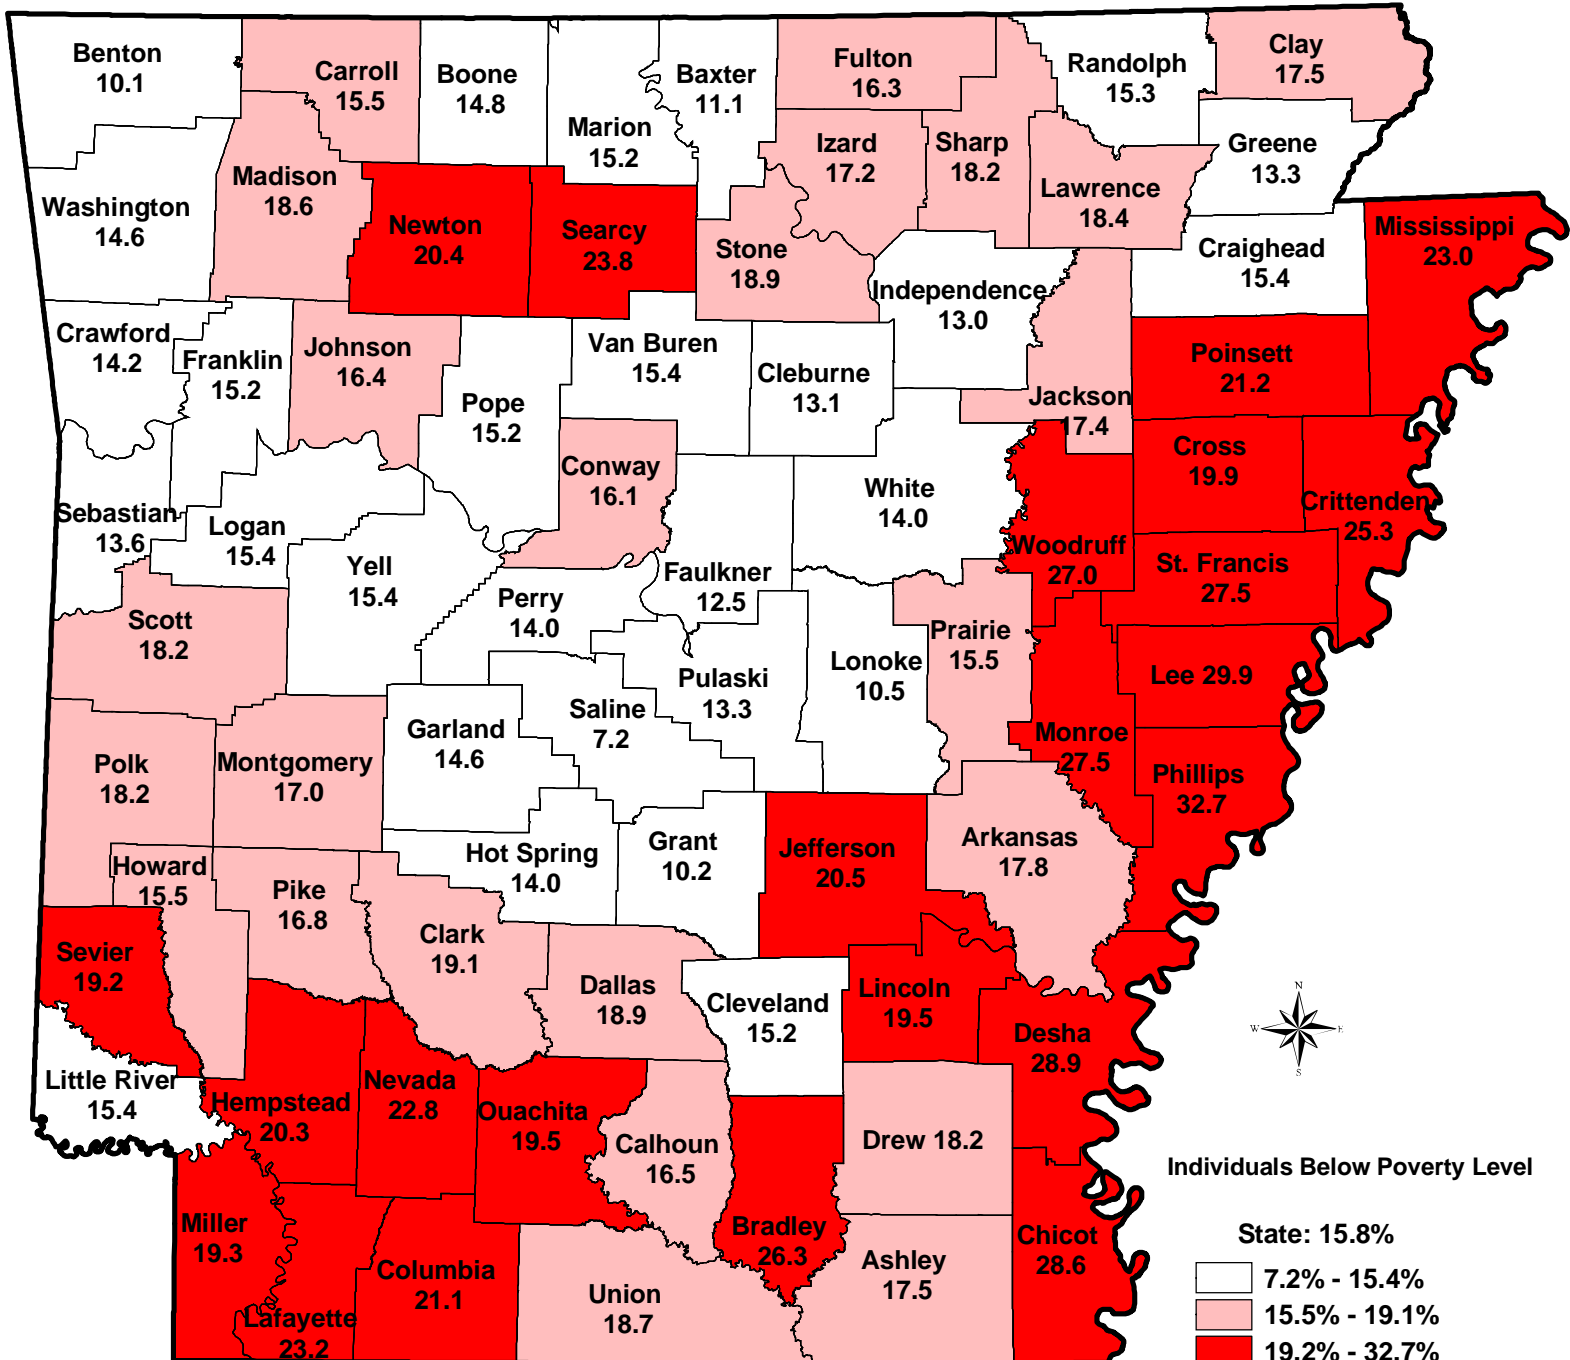 Benton
10.1
Carroll
15.5
Boone
14.8
Marion
15.2
Baxter
11.1
Fulton
16.3
Randolph
15.3
Clay
17.5
Greene
13.3
Izard
17.2
Sharp
18.2
Lawrence
18.4
Washington
14.6
Madison
18.6
Newton
20.4
Searcy
23.8
Stone
18.9
Independence
13.0
Craighead
15.4
Mississippi
23.0
Crawford
14.2
Franklin
15.2
Johnson
16.4
Pope
15.2
Van Buren
15.4
Cleburne
13.1
Jackson
17.4
Poinsett
21.2
Cross
19.9
Crittenden
25.3
Sebastian
13.6
Logan
15.4
Yell
15.4
Conway
16.1
White
14.0
Woodruff
27.0
St. Francis
27.5
Scott
18.2
Perry
14.0
Faulkner
12.5
Pulaski
13.3
Lonoke
10.5
Prairie
15.5
Lee 29.9
Monroe
27.5
Phillips
32.7
Polk
18.2
Montgomery
17.0
Garland
14.6
Saline
7.2
Hot Spring
14.0
Grant
10.2
Jefferson
20.5
Arkansas
17.8
Howard
15.5
Pike
16.8
Clark
19.1
Dallas
18.9
Cleveland
15.2
Lincoln
19.5
Desha
28.9
Sevier
19.2
Little River
15.4
Hempstead
20.3
Nevada
22.8
Ouachita
19.5
Calhoun
16.5
Bradley
26.3
Drew 18.2
Ashley
17.5
Chicot
28.6
Miller
19.3
Lafayette
23.2
Columbia
21.1
Union
18.7
N
W
E
S
Individuals Below Poverty Level
State: 15.8%
7.2% - 15.4%
15.5% - 19.1%
19.2% - 32.7%